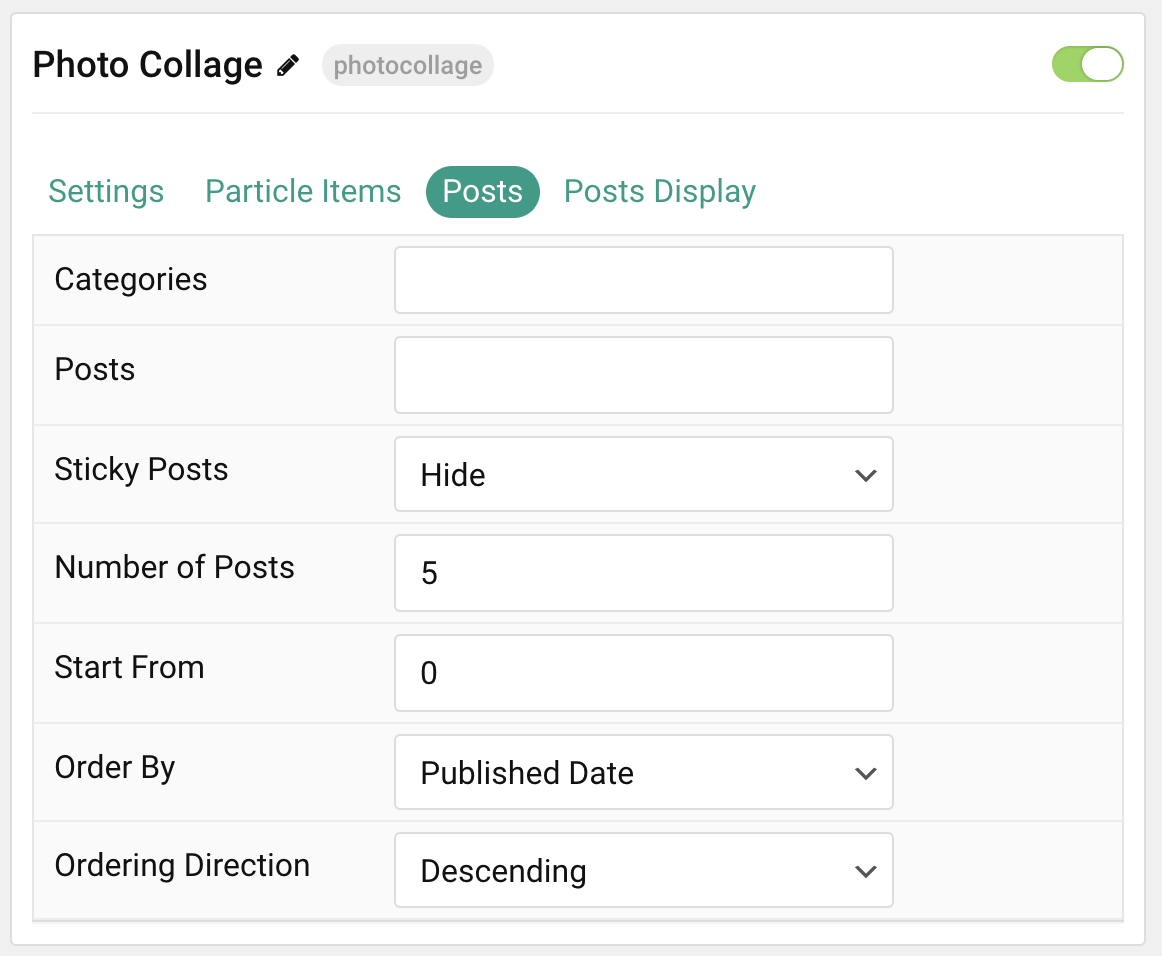 Photo Collage photocollage
Settings Particle Items Posts Posts Display
Categories
Posts
Sticky Posts Hide
Number of Posts 5
Start From 0
Order By Published Date
Ordering Direction Descending